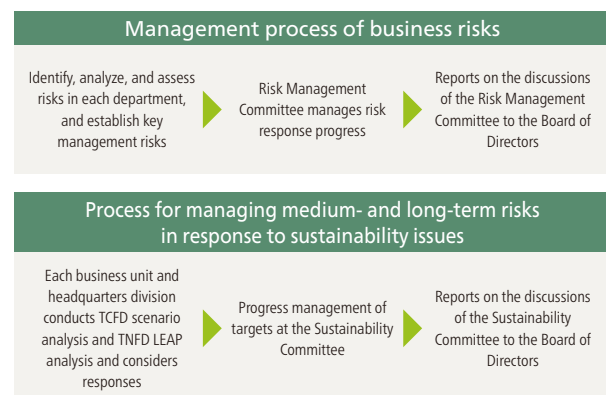 Management process of business risks
Identify, analyze, and assess
risks in each department,
and establish key
management risks
Risk Management
Committee manages risk
response progress
Reports on the discussions
of the Risk Management
Committee to the Board of
Directors
Process for managing medium- and long-term risks
in response to sustainability issues
Each business unit and
headquarters division
conducts TCFD scenario
analysis and TNFD LEAP
analysis and considers
responses
Progress management of
targets at the Sustainability
Committee
Reports on the discussions
of the Sustainability
Committee to the Board of
Directors